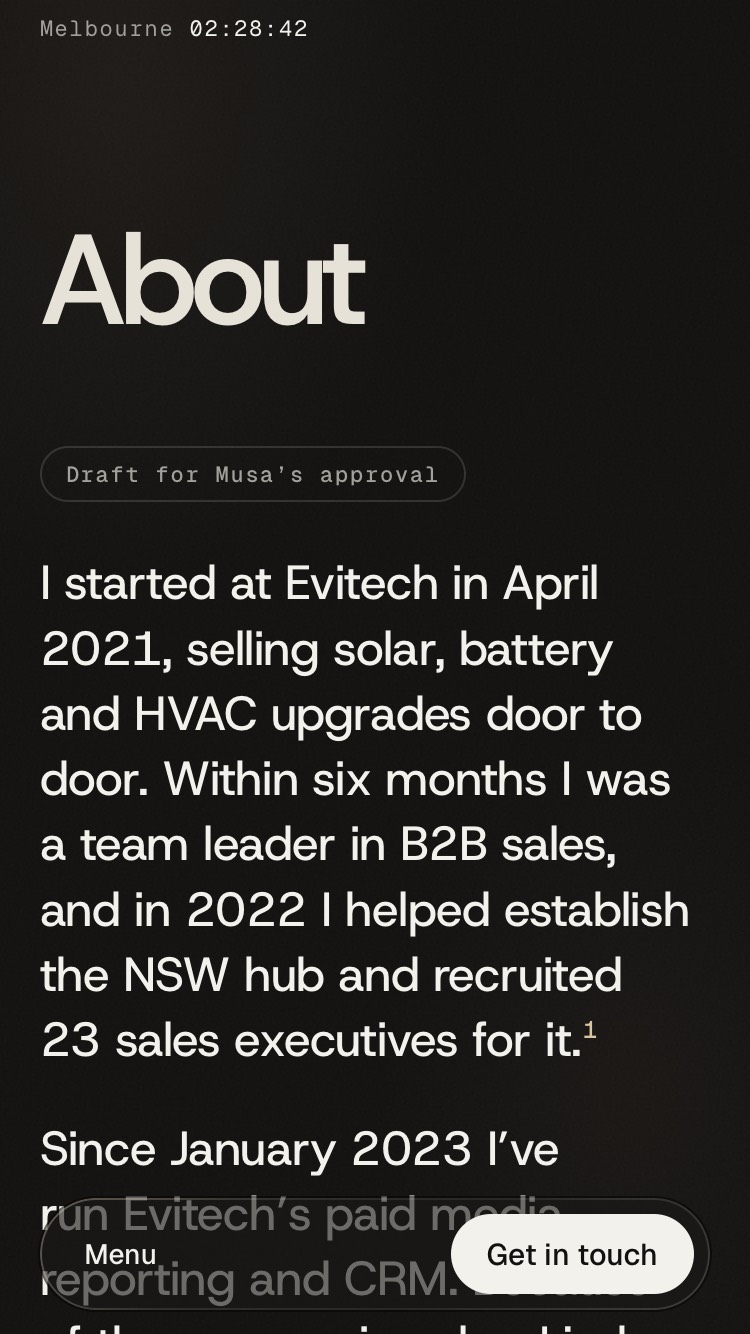 Melbourne 02:28:42
About
Draft for Musa’s approval
I started at Evitech in April
2021, selling solar, battery
and HVAC upgrades door to
door. Within six months I was
a team leader in B2B sales,
and in 2022 I helped establish
the NSW hub and recruited
23 sales executives for it.¹
Since January 2023 I’ve
run Evitech’s paid media
reporting and CRM.
Menu
Get in touch